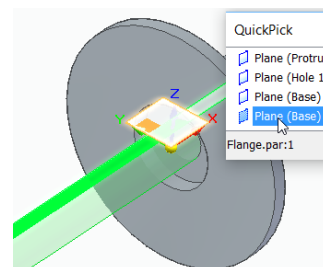 QuickPick
Plane (Protru
Plane (Hole 1
Plane (Base)
Plane (Base)
Flange.par:1
Z
Y
X